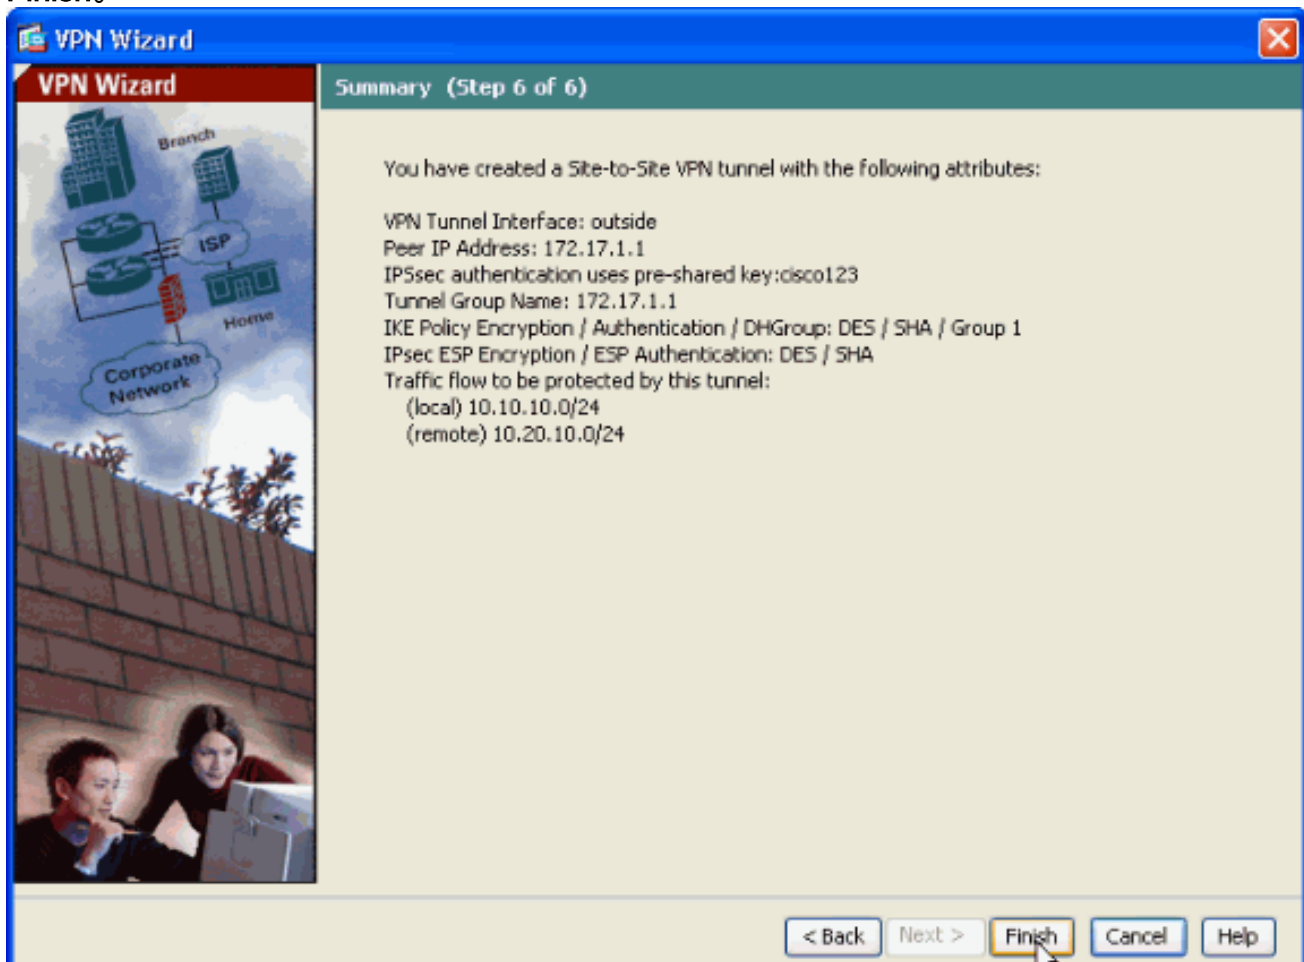 Finish。
VPN Wizard
VPN Wizard
Summary (Step 6 of 6)
Branch
ISP
Home
Corporate
Network
You have created a Site-to-Site VPN tunnel with the following attributes:
VPN Tunnel Interface: outside
Peer IP Address: 172.17.1.1
IPSsec authentication uses pre-shared key:cisco123
Tunnel Group Name: 172.17.1.1
IKE Policy Encryption / Authentication / DHGroup: DES / SHA / Group 1
IPsec ESP Encryption / ESP Authentication: DES / SHA
Traffic flow to be protected by this tunnel:
(local) 10.10.10.0/24
(remote) 10.20.10.0/24
< Back
Next >
Finish
Cancel
Help